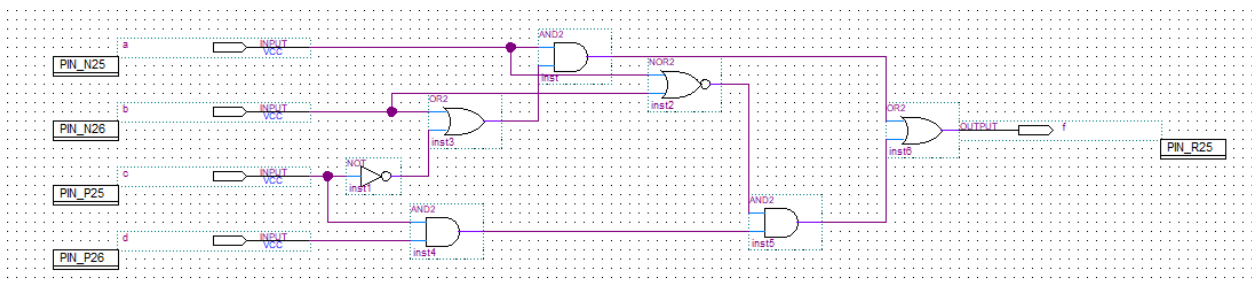 AND2
a
INPUT
VCC
PIN_N25
inst
NOR2
b
INPUT
VCC
OR2
inst2
OR2
PIN_N26
OUTPUT
f
inst3
inst6
PIN_R25
c
INPUT
VCC
NOT
inst1
PIN_P25
AND2
AND2
d
INPUT
VCC
inst4
inst5
PIN_P26